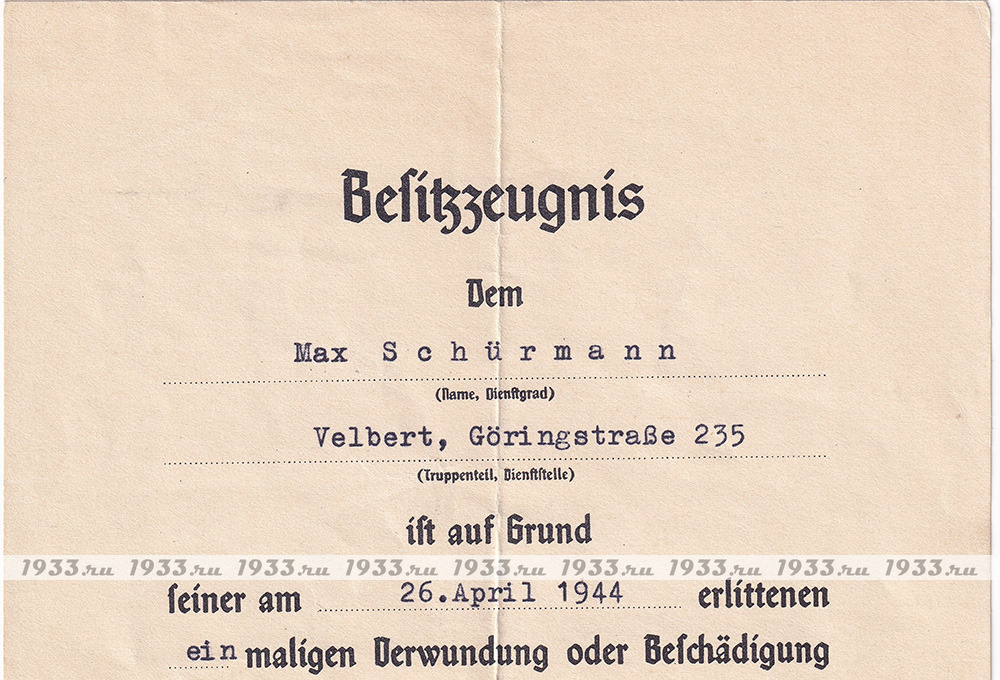 Besitzzeugnis
Dem
Max Schürmann
(Name, Dienstgrad)
Velbert, Göringstraße 235
(Truppenteil, Dienststelle)
ist auf Grund
1933.ru 1933.ru 1933.ru 1933.ru 1933.ru 1933.ru 1933.ru 1933.ru 1933.ru
seiner am 26.April 1944 erlittenen
ein maligen Verwundung oder Beschädigung